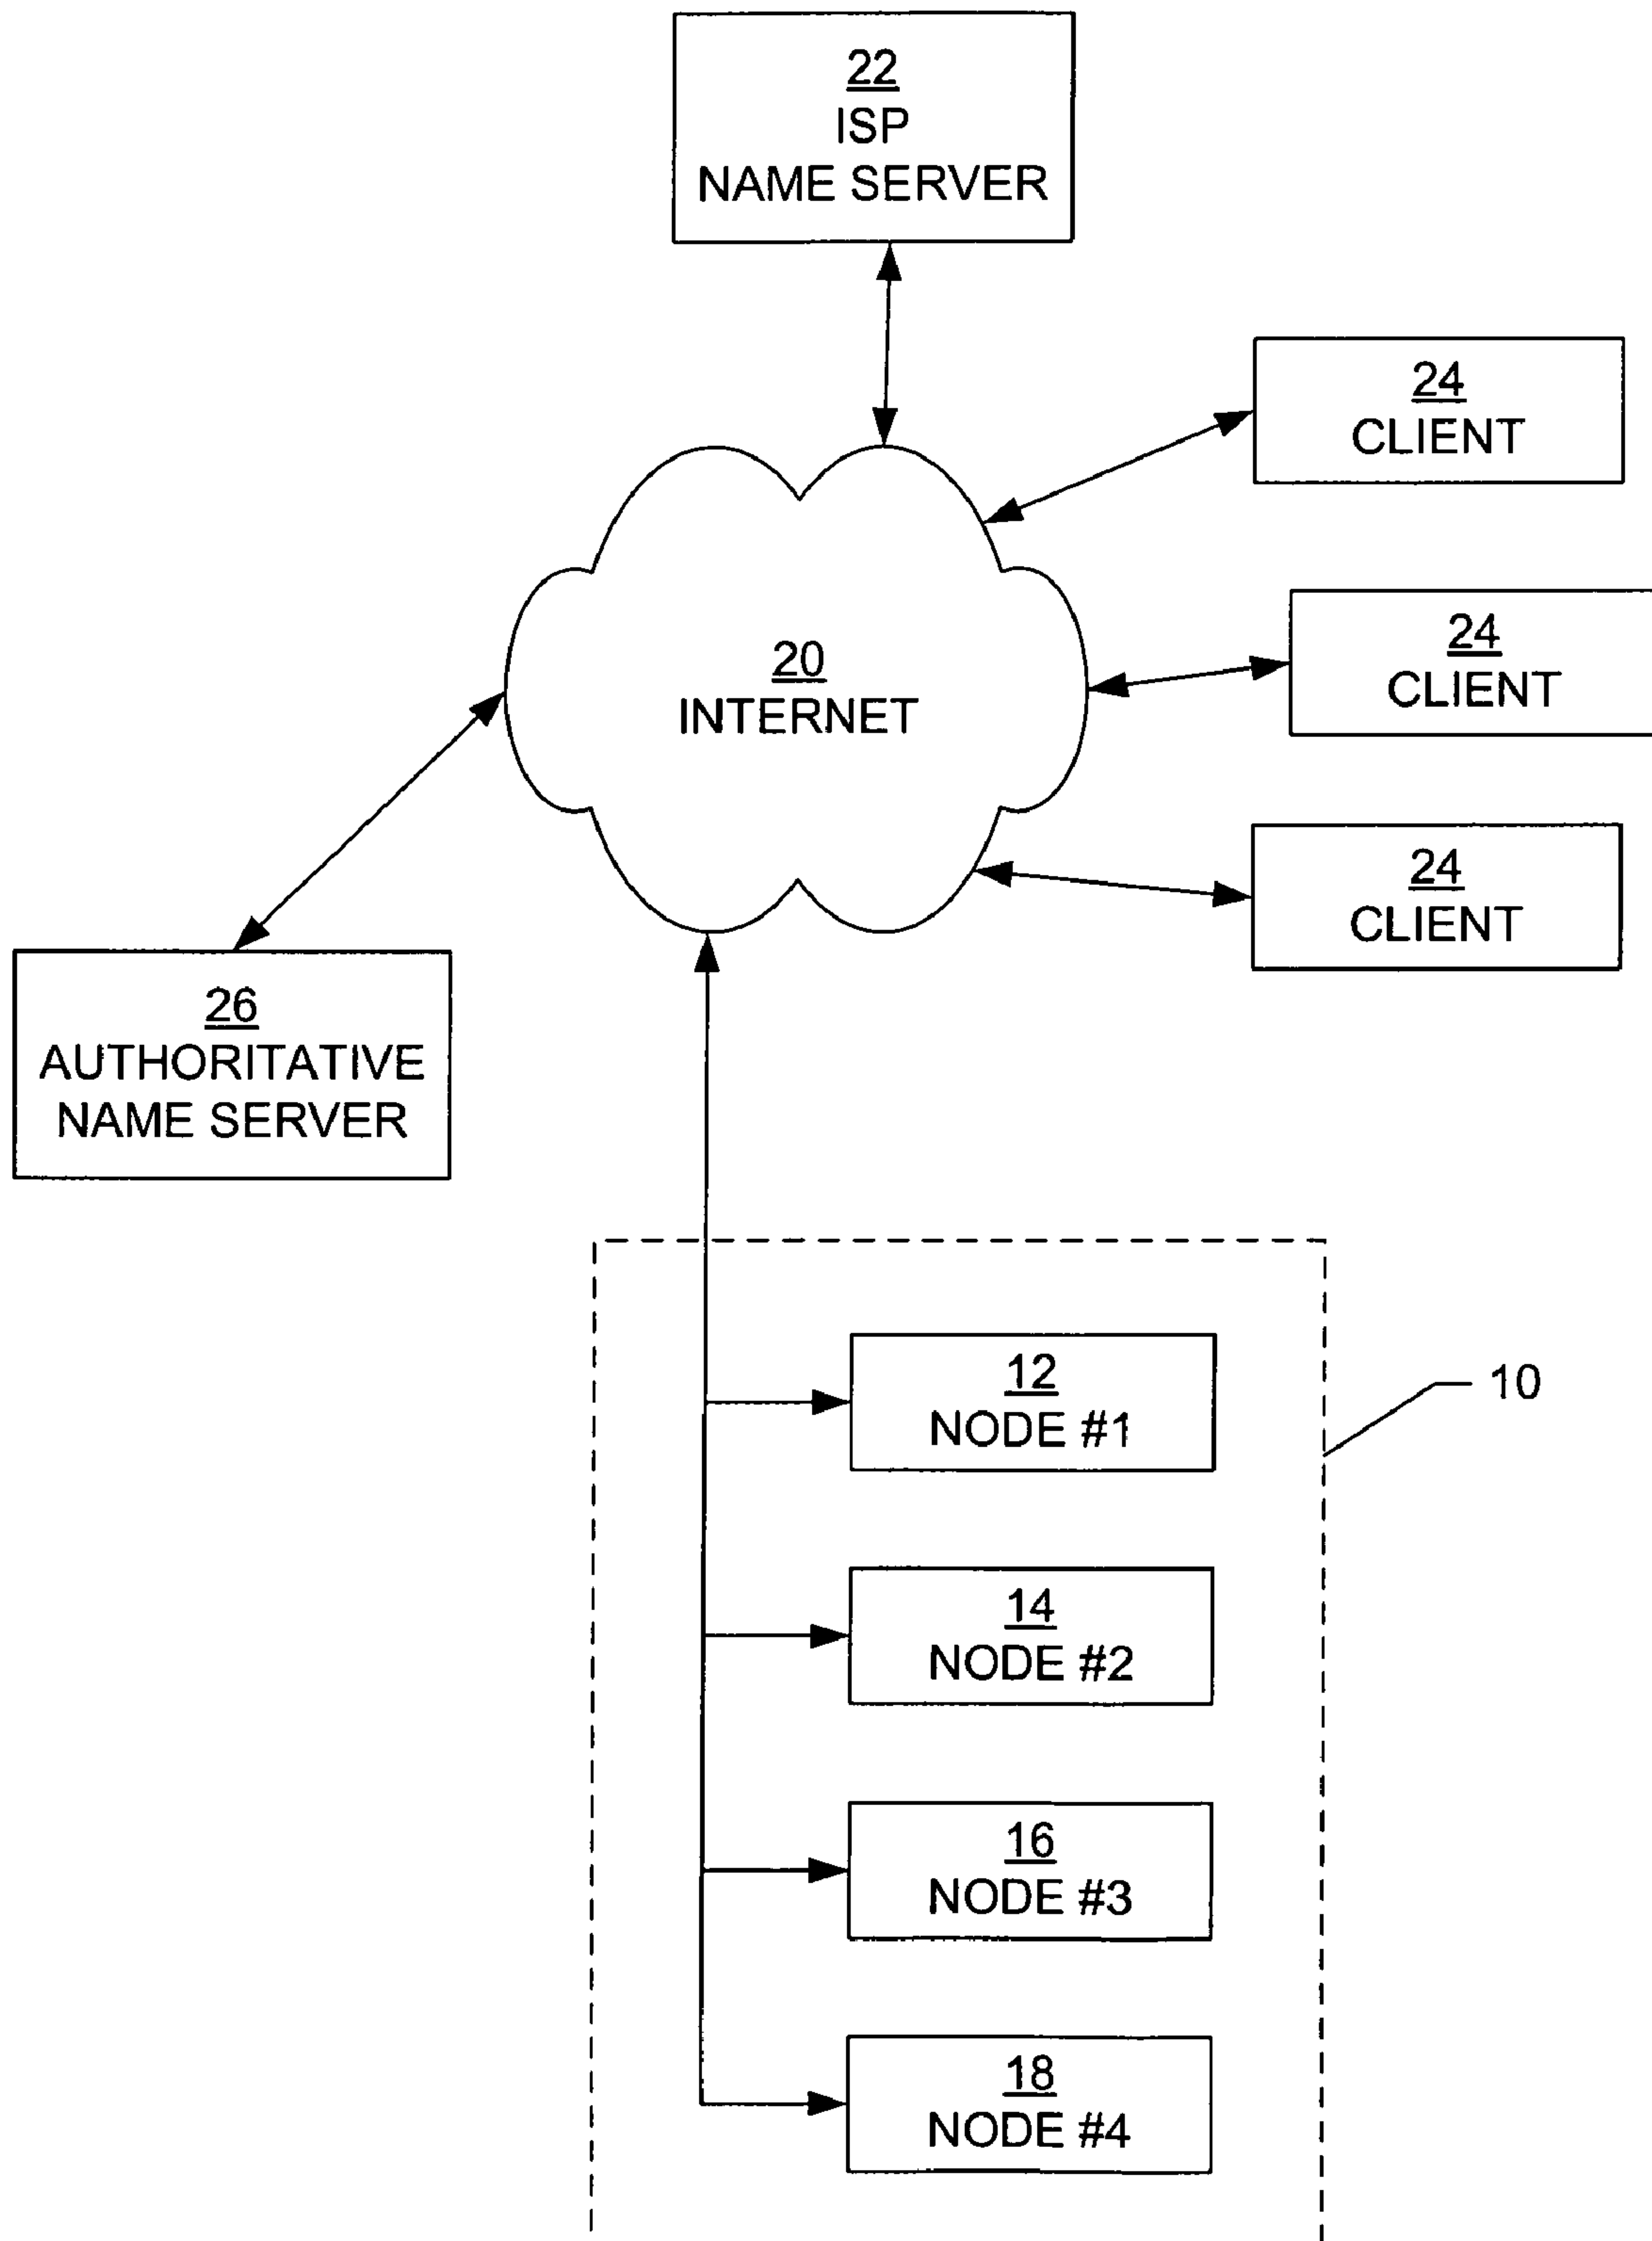 22
ISP
NAME SERVER
24
CLIENT
20
INTERNET
24
CLIENT
24
CLIENT
26
AUTHORITATIVE
NAME SERVER
12
NODE #1
10
14
NODE #2
16
NODE #3
18
NODE #4